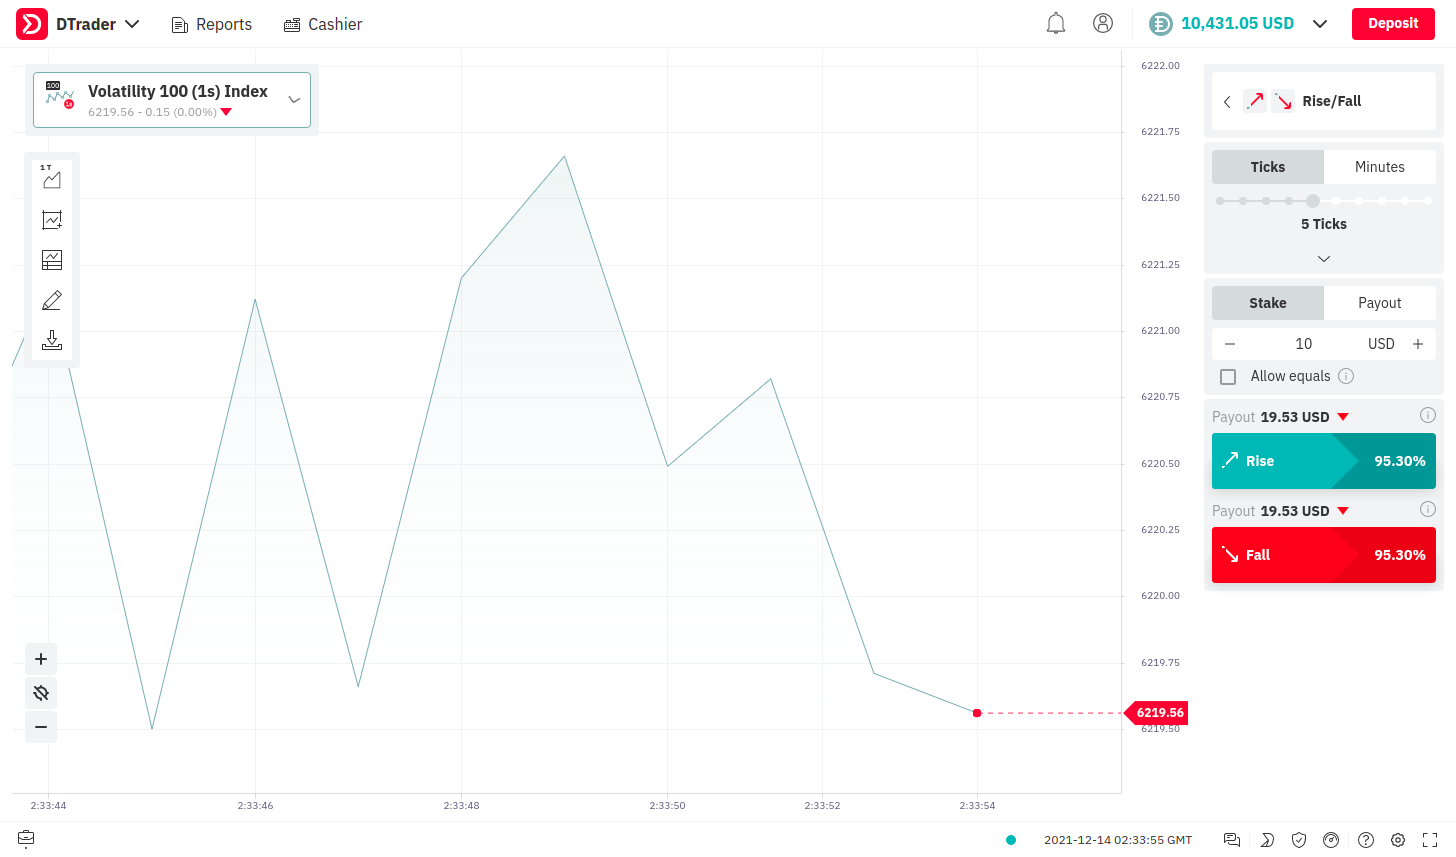 DTrader
Reports
Cashier
10,431.05 USD
Deposit
100
1s
Volatility 100 (1s) Index
6219.56 - 0.15 (0.00%)
1 T
6222.00
6221.75
6221.50
6221.25
6221.00
6220.75
6220.50
6220.25
6220.00
6219.75
6219.56
6219.50
2:33:44
2:33:46
2:33:48
2:33:50
2:33:52
2:33:54
Rise/Fall
Ticks
Minutes
5 Ticks
Stake
Payout
10
USD
Allow equals
Payout 19.53 USD
Rise
95.30%
Payout 19.53 USD
Fall
95.30%
2021-12-14 02:33:55 GMT